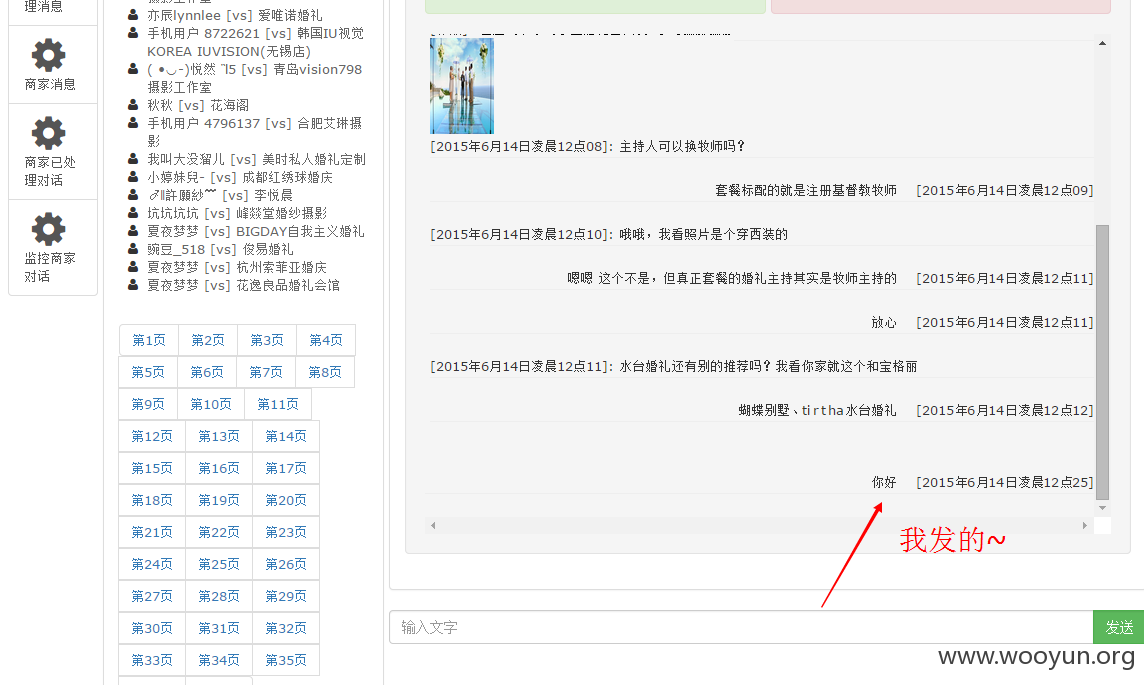 理消息
商家消息
商家已处
理对话
监控商家
对话
摄影工作室
亦辰lynnlee [vs] 爱唯诺婚礼
手机用户 8722621 [vs] 韩国IU视觉
KOREA IUVISION(无锡店)
( •◡-)悦然 ˜l5 [vs] 青岛vision798
摄影工作室
秋秋 [vs] 花海阁
手机用户 4796137 [vs] 合肥艾琳摄
影
我叫大没溜儿 [vs] 美时私人婚礼定制
小婷妹兒- [vs] 成都红绣球婚庆
[vs] 李悦晨
坑坑坑坑 [vs] 峰燚堂婚纱摄影
夏夜梦梦 [vs] BIGDAY自我主义婚礼
豌豆_518 [vs] 俊易婚礼
夏夜梦梦 [vs] 杭州索菲亚婚庆
夏夜梦梦 [vs] 花逸良品婚礼会馆
第1页 第2页 第3页 第4页
第5页 第6页 第7页 第8页
第9页 第10页 第11页
第12页 第13页 第14页
第15页 第16页 第17页
第18页 第19页 第20页
第21页 第22页 第23页
第24页 第25页 第26页
第27页 第28页 第29页
第30页 第31页 第32页
第33页 第34页 第35页
[2015年6月14日凌晨12点08]: 主持人可以换牧师吗？
套餐标配的就是注册基督教牧师 [2015年6月14日凌晨12点09]
[2015年6月14日凌晨12点10]: 哦哦，我看照片是个穿西装的
嗯嗯 这个不是，但真正套餐的婚礼主持其实是牧师主持的 [2015年6月14日凌晨12点11]
放心 [2015年6月14日凌晨12点11]
[2015年6月14日凌晨12点11]: 水台婚礼还有别的推荐吗？我看你家就这个和宝格丽
蝴蝶别墅、tirtha水台婚礼 [2015年6月14日凌晨12点12]
你好 [2015年6月14日凌晨12点25]
我发的~
输入文字
发送
www.wooyun.org